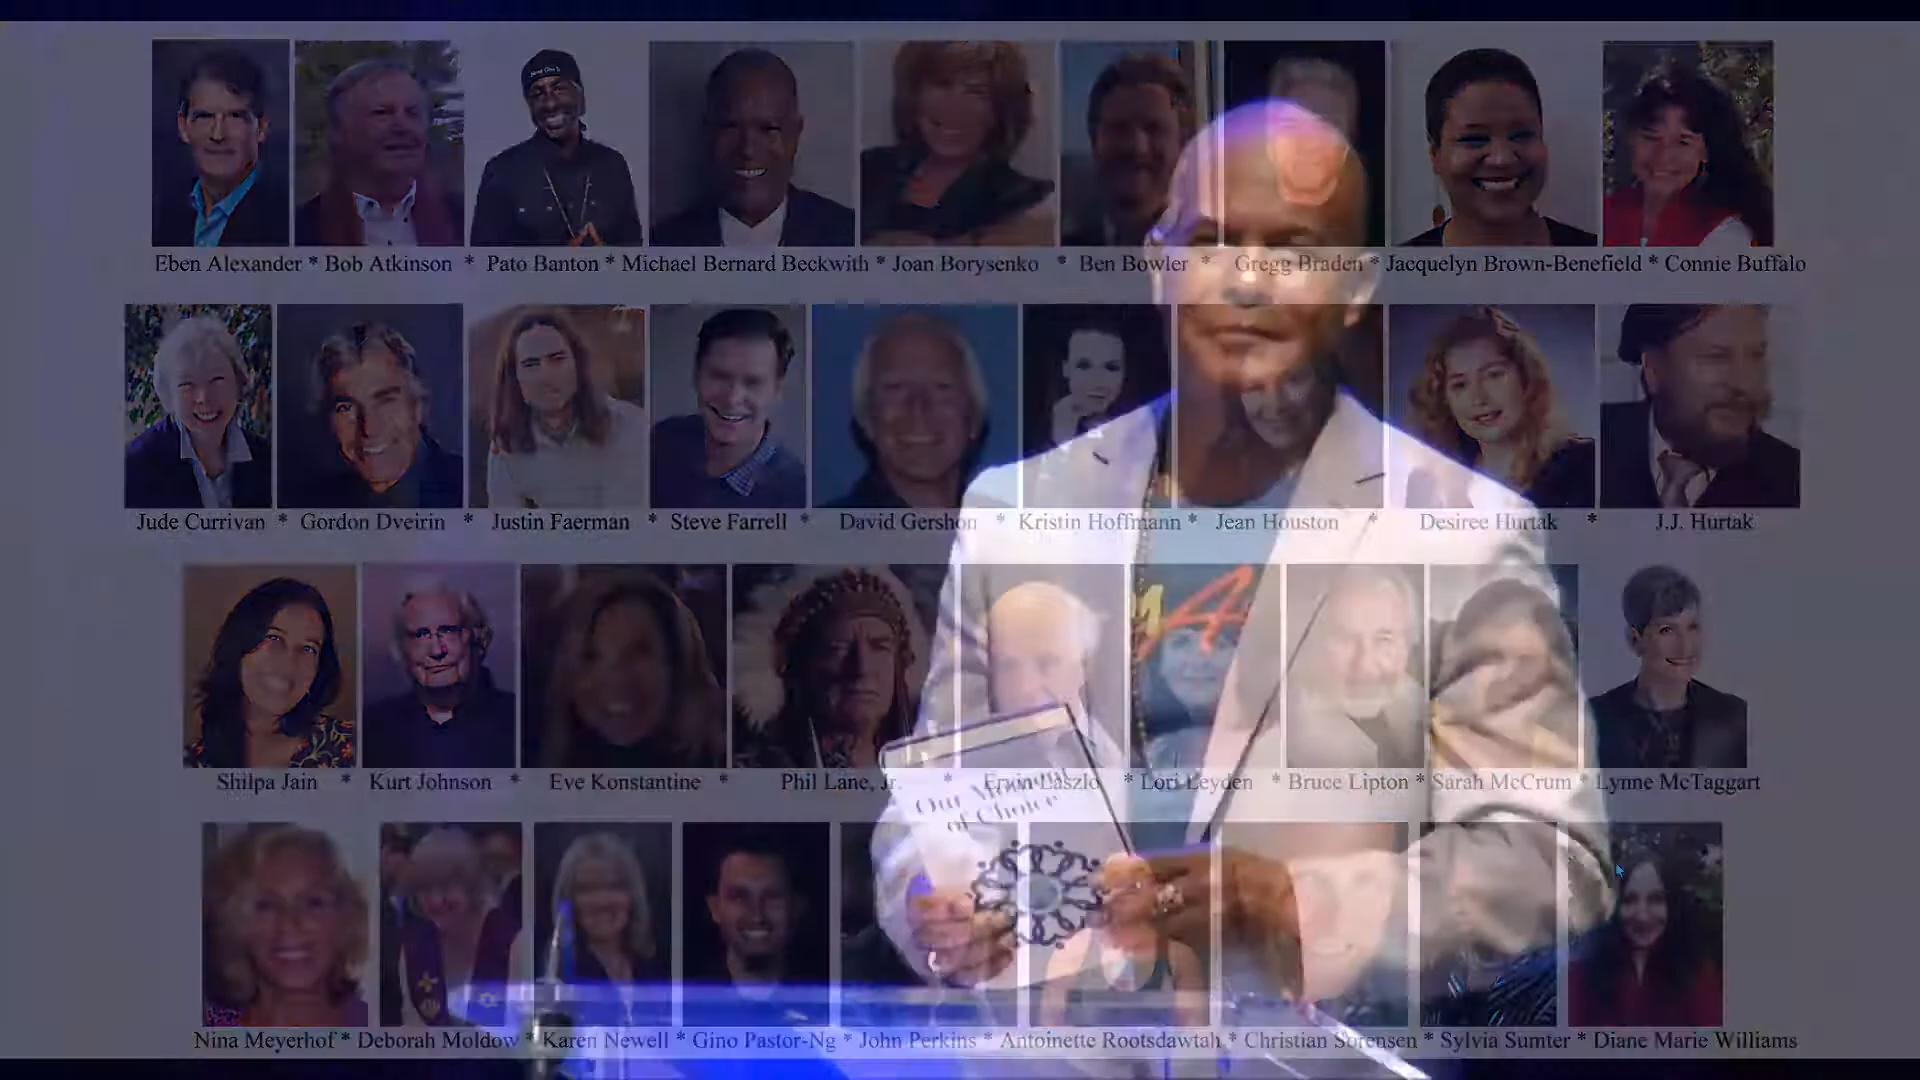 Eben Alexander * Bob Atkinson * Pato Banton * Michael Bernard Beckwith * Joan Borysenko * Ben Bowler * Gregg Braden * Jacquelyn Brown-Benefield * Connie Buffalo
Jude Currivan * Gordon Dveirin * Justin Faerman * Steve Farrell * David Gershon * Kristin Hoffmann * Jean Houston * Desiree Hurtak * J.J. Hurtak
Shilpa Jain * Kurt Johnson * Eve Konstantine * Phil Lane, Jr. * Ervin Laszlo * Lori Leyden * Bruce Lipton * Sarah McCrum * Lynne McTaggart
Our Moment
of Choice
Nina Meyerhof * Deborah Moldow * Karen Newell * Gino Pastor-Ng * John Perkins * Antoinette Rootsdawtah * Christian Sorensen * Sylvia Sumter * Diane Marie Williams